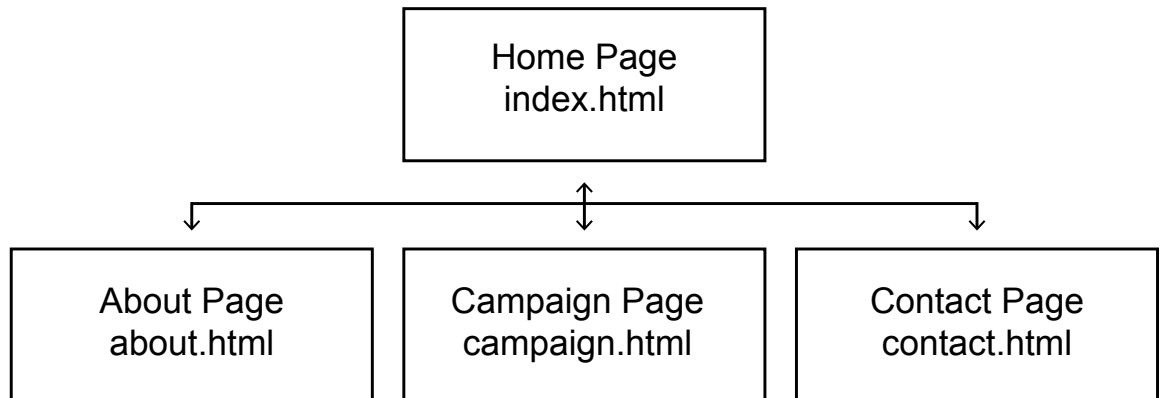 Home Page
index.html
About Page
about.html
Campaign Page
campaign.html
Contact Page
contact.html